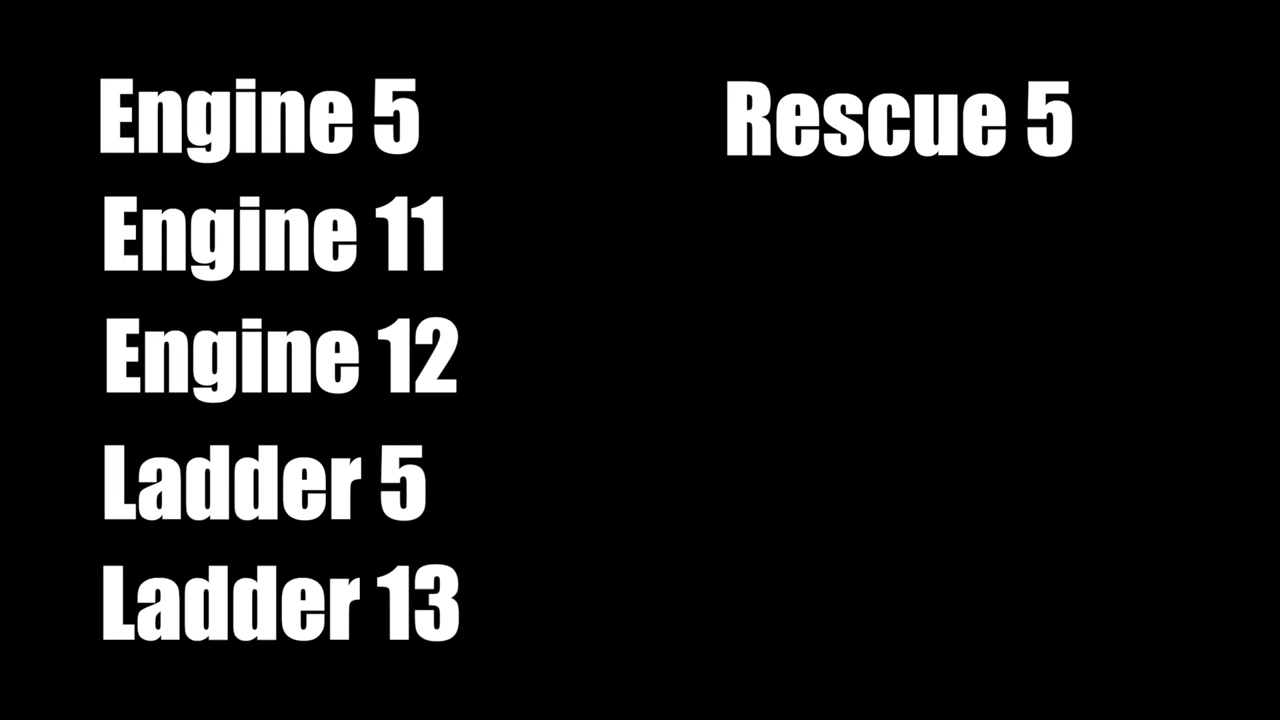 Engine 5
Engine 11
Engine 12
Ladder 5
Ladder 13
Rescue 5